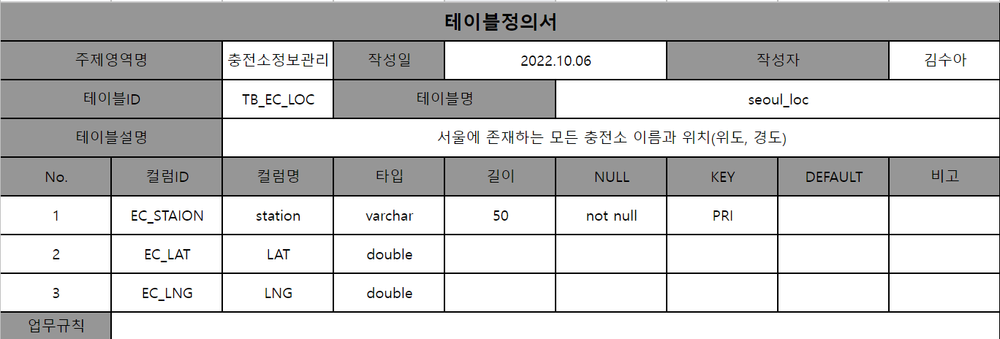 테이블정의서
주제영역명 충전소정보관리 작성일 2022.10.06 작성자 김수아
테이블ID TB_EC_LOC 테이블명 seoul_loc
테이블설명 서울에 존재하는 모든 충전소 이름과 위치(위도, 경도)
No. 컬럼ID 컬럼명 타입 길이 NULL KEY DEFAULT 비고
1 EC_STAION station varchar 50 not null PRI
2 EC_LAT LAT double
3 EC_LNG LNG double
업무규칙